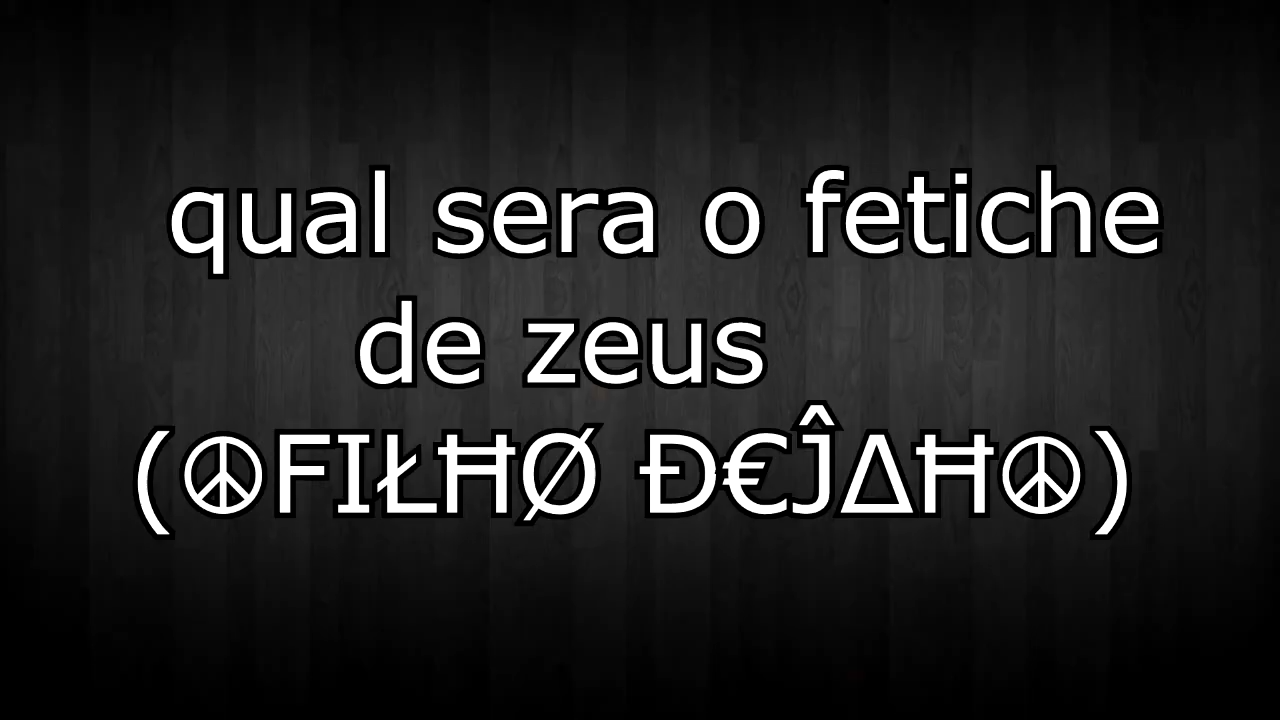 qual sera o fetiche
de zeus
(☮FIŁĦØ Đ€ĴΔĦ☮)